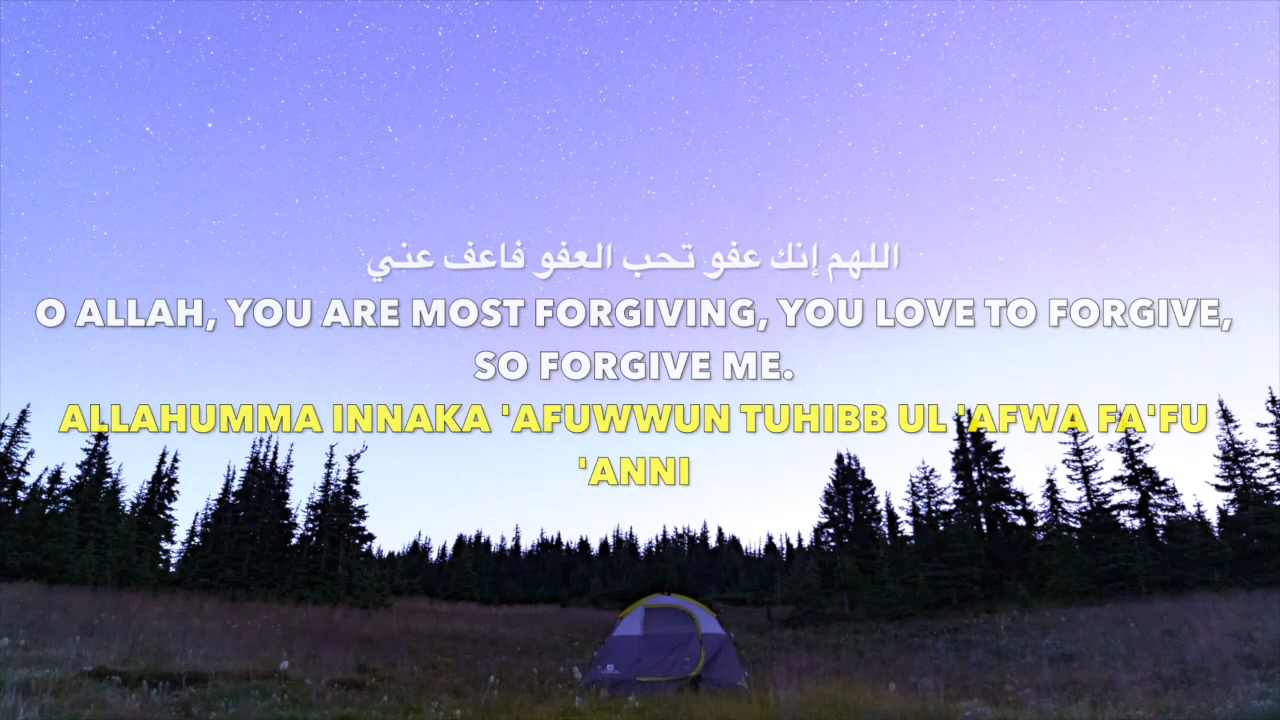 اللهم إنك عفو تحب العفو فاعف عني
O ALLAH, YOU ARE MOST FORGIVING, YOU LOVE TO FORGIVE,
SO FORGIVE ME.
ALLAHUMMA INNAKA 'AFUWWUN TUHIBB UL 'AFWA FA'FU
'ANNI